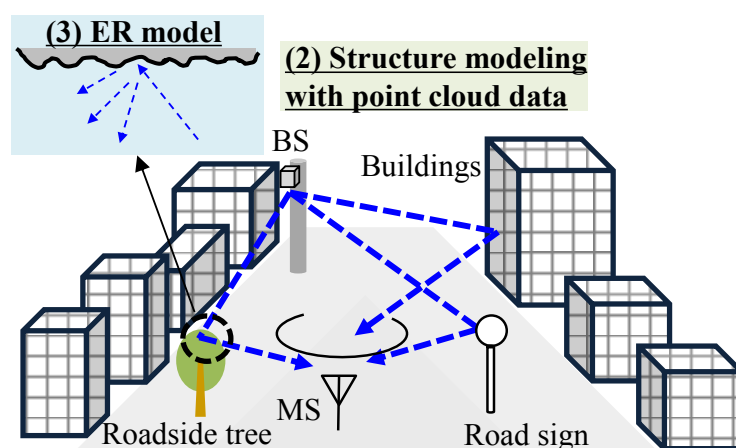 (3) ER model
(2) Structure modeling
with point cloud data
BS
Buildings
MS
Roadside tree
Road sign